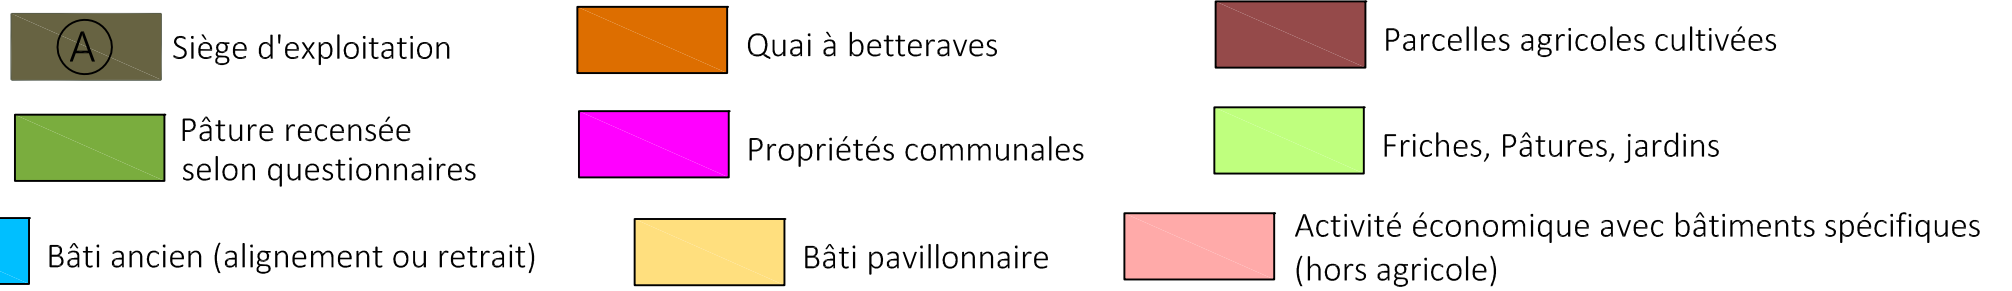 A Siège d'exploitation
Quai à betteraves
Parcelles agricoles cultivées
Pâture recensée
selon questionnaires
Propriétés communales
Friches, Pâtures, jardins
Bâti ancien (alignement ou retrait)
Bâti pavillonnaire
Activité économique avec bâtiments spécifiques
(hors agricole)